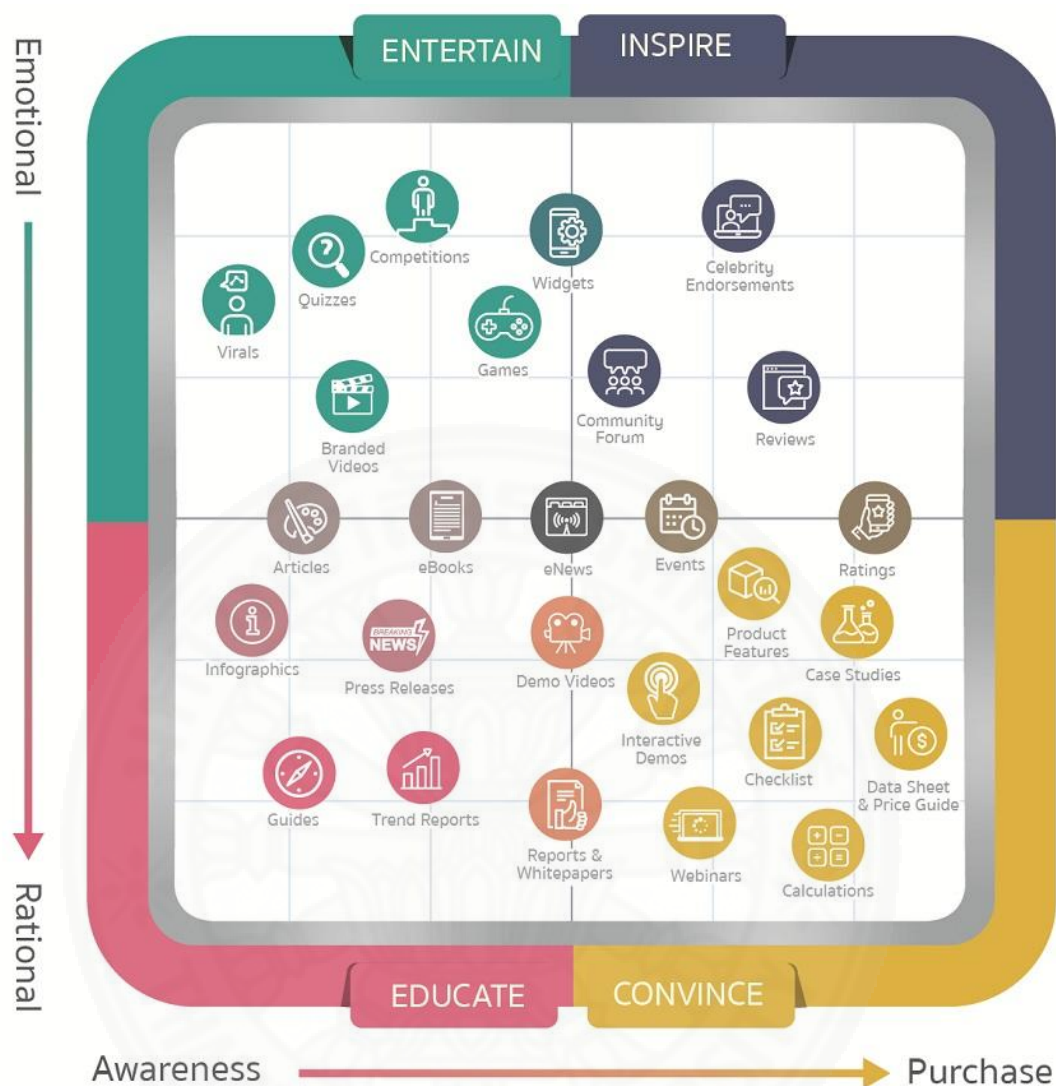 ENTERTAIN
INSPIRE
Emotional
Competitions
Widgets
Celebrity
Endorsements
Quizzes
Virals
Games
Community
Forum
Reviews
Branded
Videos
Articles
eBooks
eNews
Events
Ratings
Infographics
BREAKING
NEWS
Press Releases
Demo Videos
Product
Features
Case Studies
Interactive
Demos
Checklist
Data Sheet
& Price Guide
Guides
Trend Reports
Reports &
Whitepapers
Webinars
Calculations
Rational
EDUCATE
CONVINCE
Awareness
Purchase